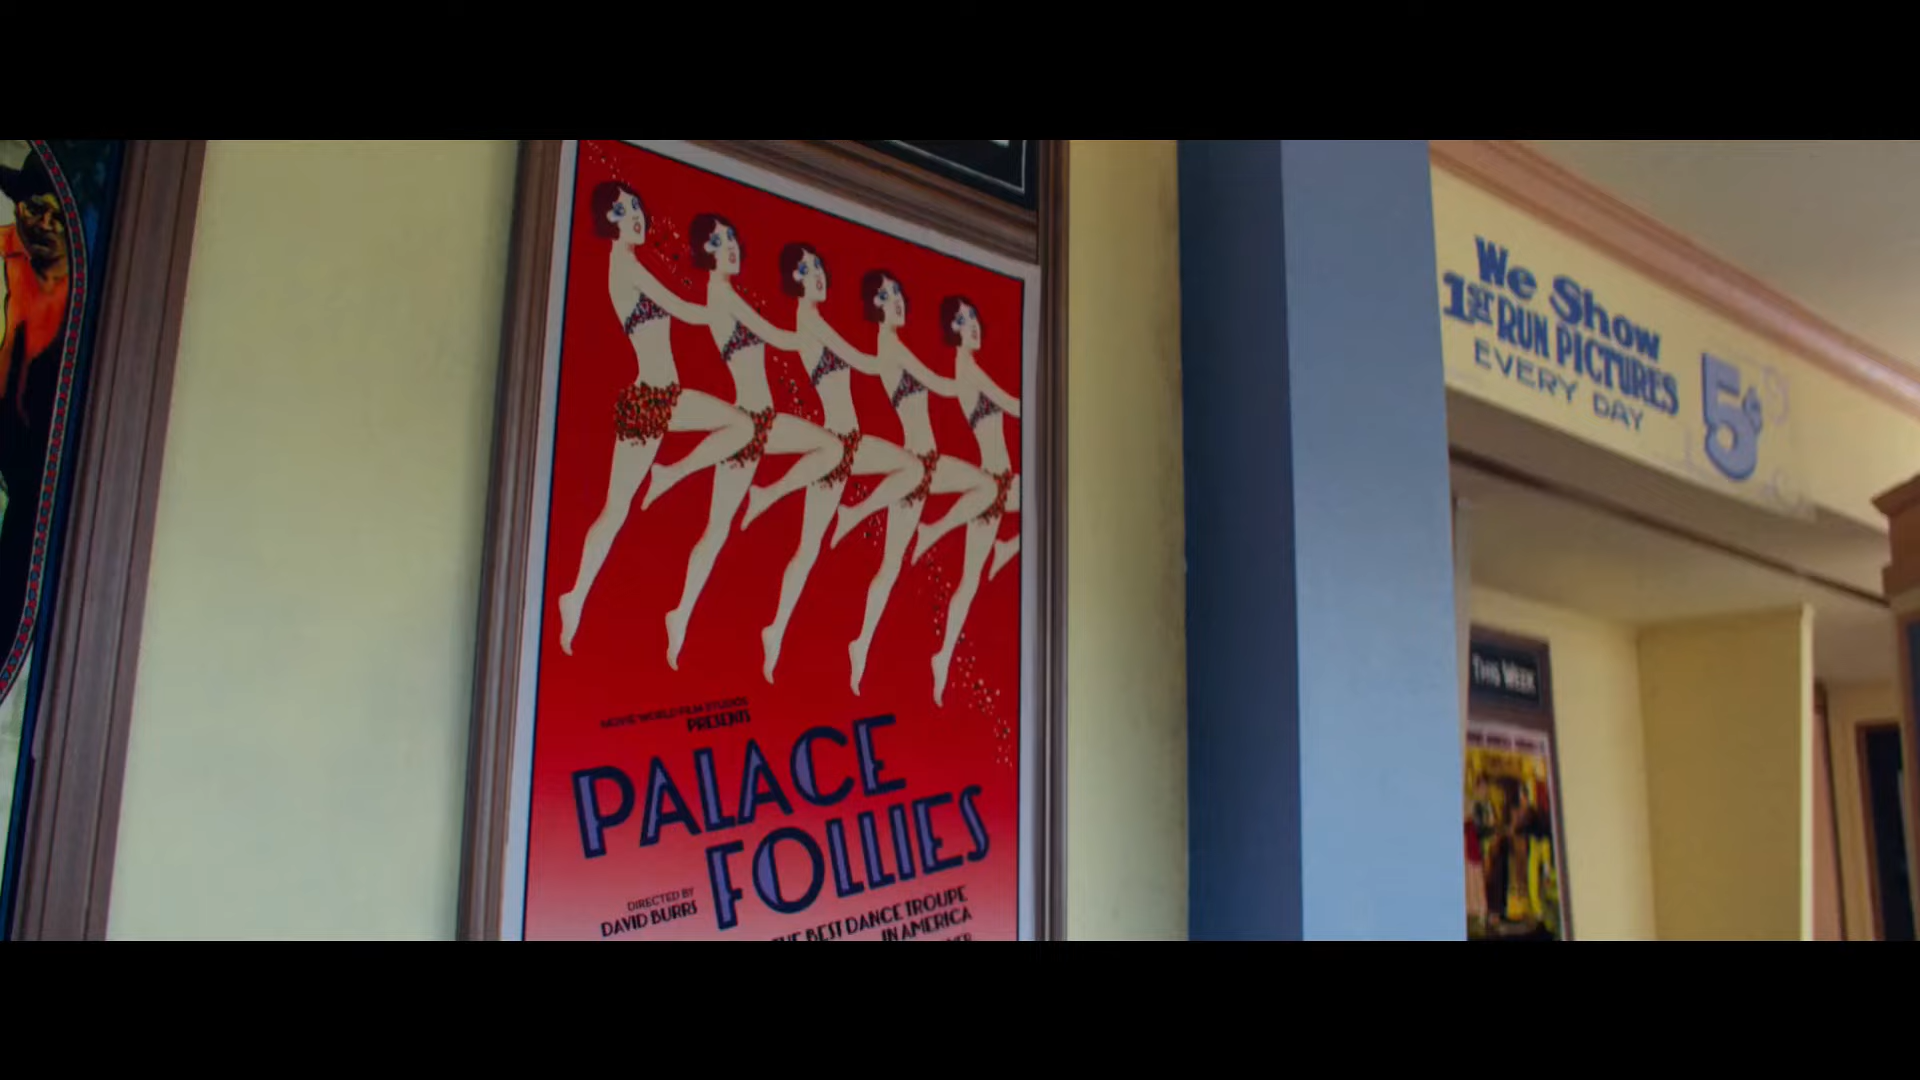 MOVIE WORLD FILM STUDIOS
PRESENTS
PALACE
FOLLIES
DIRECTED BY
DAVID BURRS
THE BEST DANCE TROUPE
IN AMERICA
We Show
1ST RUN PICTURES
EVERY DAY
5¢
THIS WEEK